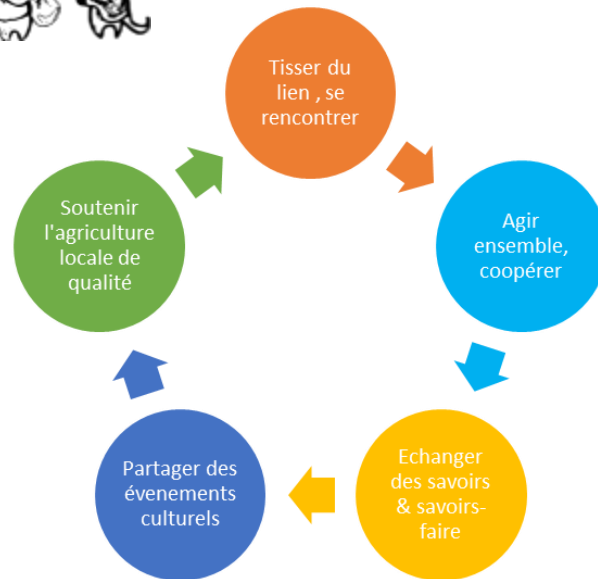 Tisser du
lien , se
rencontrer
Agir
ensemble,
coopérer
Echanger
des savoirs
& savoirs-
faire
Partager des
évenements
culturels
Soutenir
l'agriculture
locale de
qualité